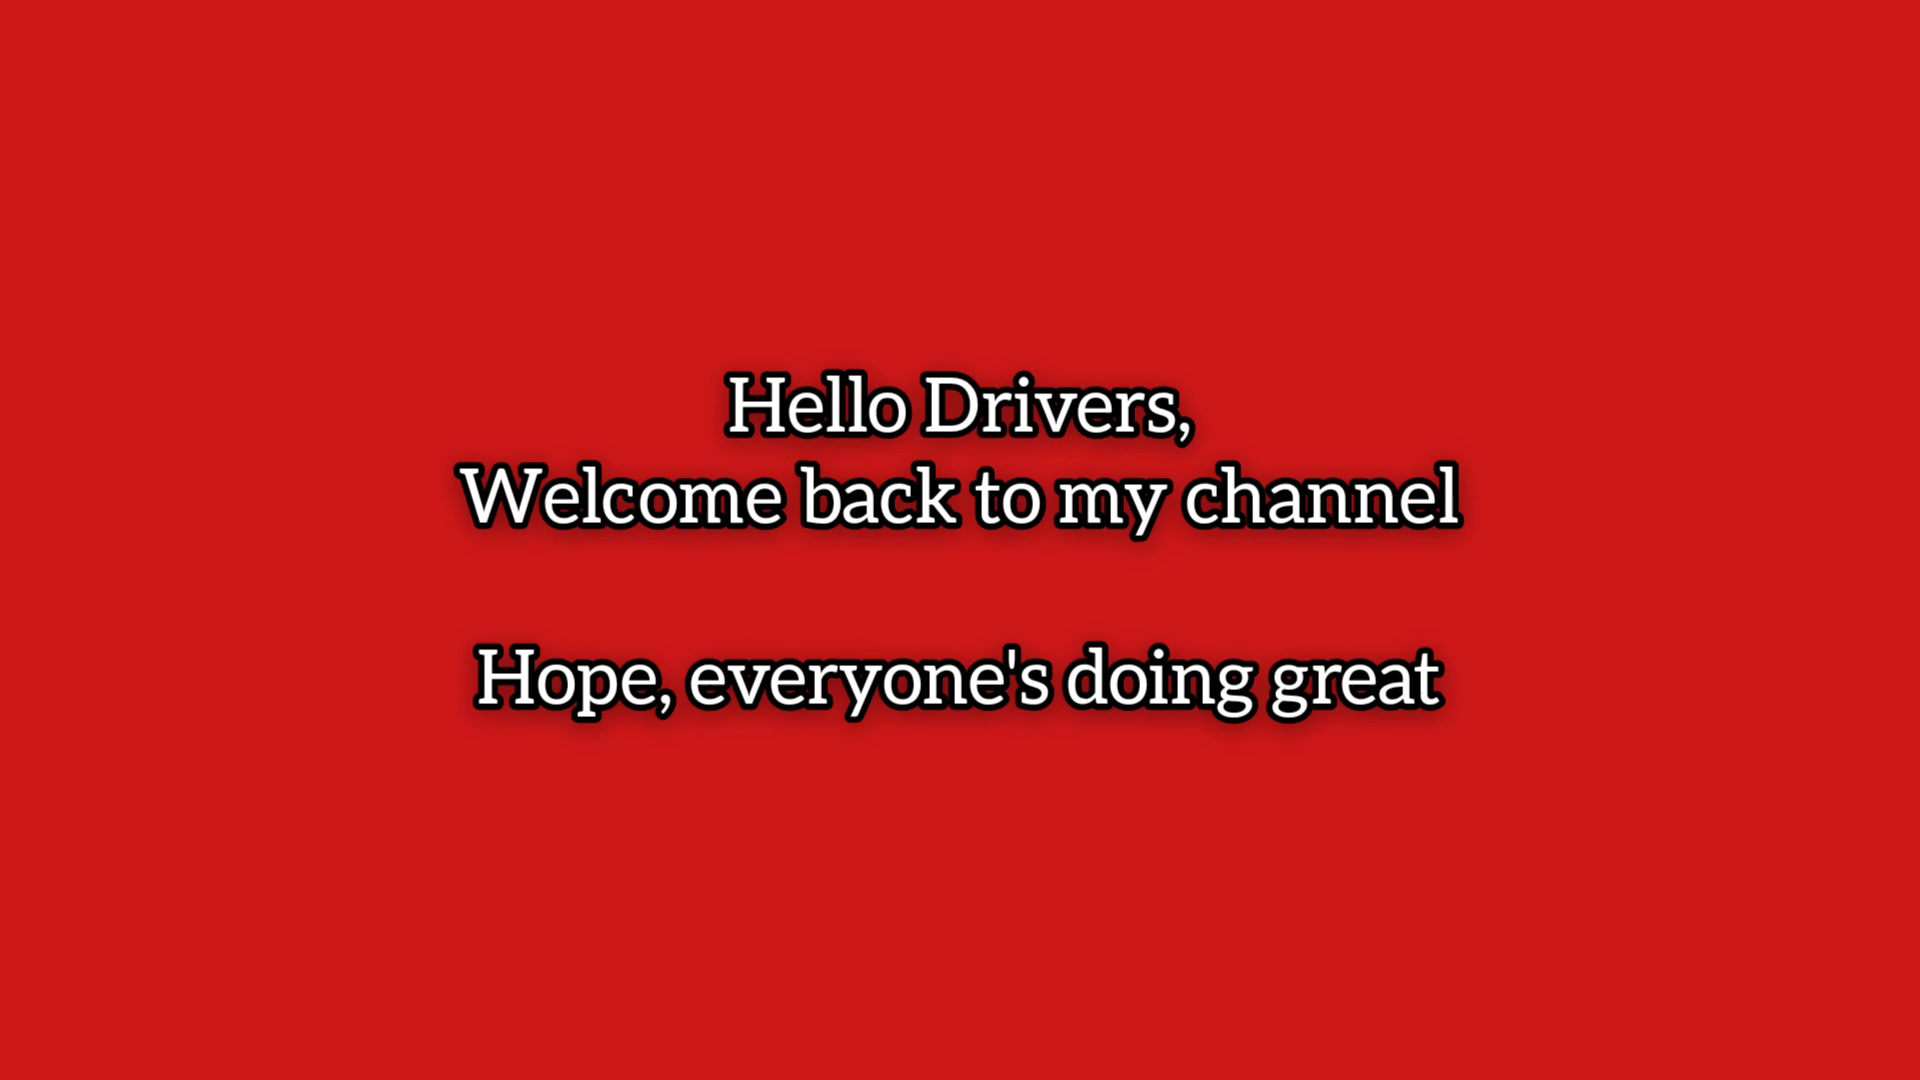 Hello Drivers,
Welcome back to my channel
Hope, everyone's doing great